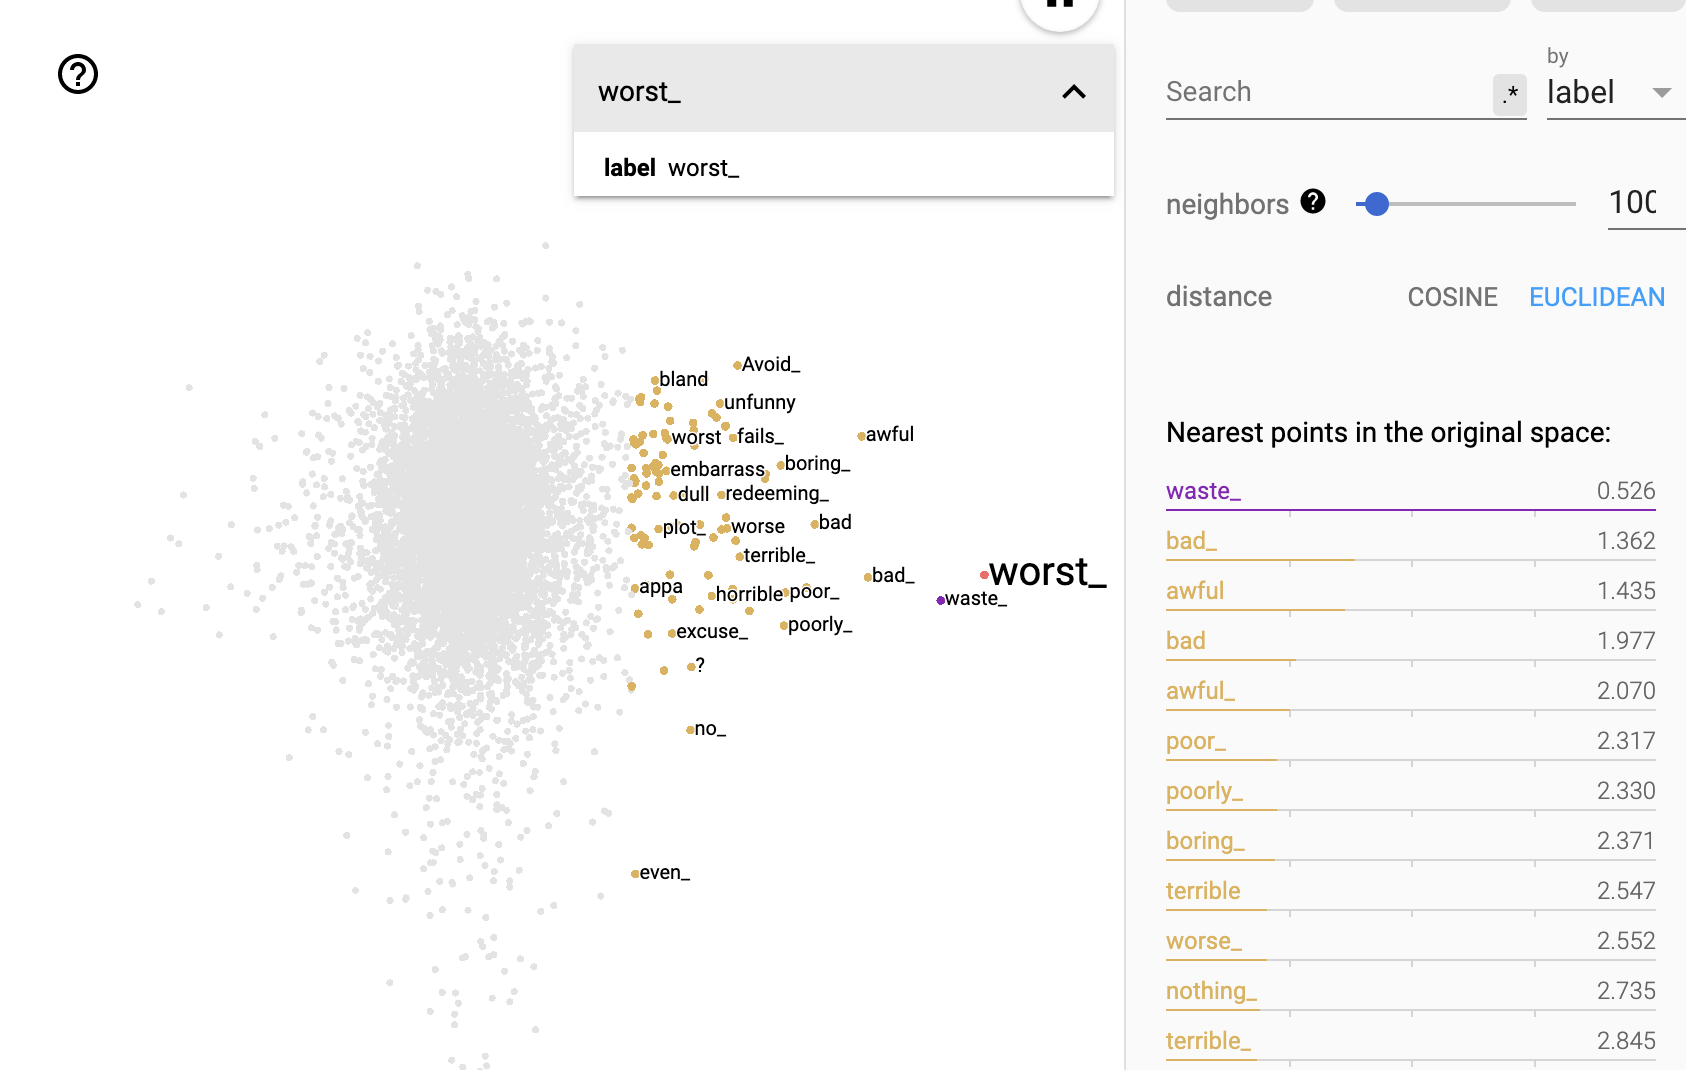 worst_
label worst_
by
Search .* label
neighbors ? 100
distance COSINE EUCLIDEAN
Nearest points in the original space:
waste_ 0.526
bad_ 1.362
awful 1.435
bad 1.977
awful_ 2.070
poor_ 2.317
poorly_ 2.330
boring_ 2.371
terrible 2.547
worse_ 2.552
nothing_ 2.735
terrible_ 2.845
?
Avoid_
bland
unfunny
awful
worst
fails_
boring_
embarrass
dull
redeeming_
bad
plot_
worse
terrible_
worst_
bad_
appa
horrible
poor_
waste_
poorly_
excuse_
?
no_
even_